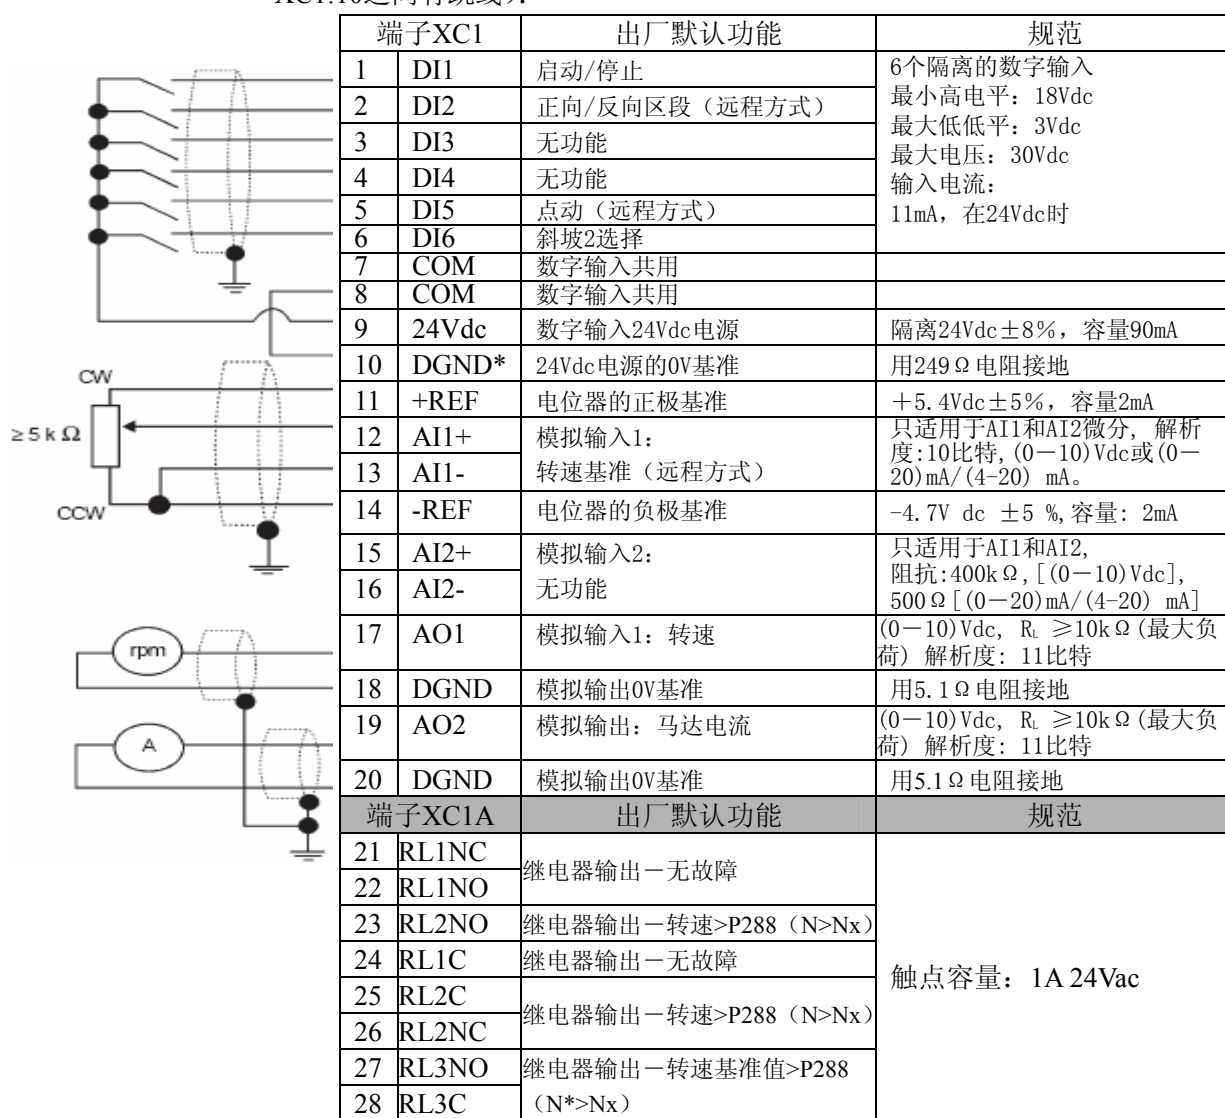 端子XC1 出厂默认功能 规范
1 DI1 启动/停止 6个隔离的数字输入
最小高电平：18Vdc
2 DI2 正向/反向区段（远程方式）
最大低低平：3Vdc
3 DI3 无功能
最大电压：30Vdc
4 DI4 无功能 输入电流：
5 DI5 点动（远程方式） 11mA，在24Vdc时
6 DI6 斜坡2选择
7 COM 数字输入共用
8 COM 数字输入共用
9 24Vdc 数字输入24Vdc电源 隔离24Vdc±8%，容量90mA
10 DGND* 24Vdc电源的0V基准 用249Ω电阻接地
CW
11 +REF 电位器的正极基准 ＋5.4Vdc±5%，容量2mA
≥5kΩ
12 AI1+ 模拟输入1： 只适用于AI1和AI2微分, 解析
度:10比特,(0－10)Vdc或(0－
13 AI1- 转速基准（远程方式） 20)mA/(4-20) mA。
CCW
14 -REF 电位器的负极基准 -4.7V dc ±5 %,容量: 2mA
15 AI2+ 模拟输入2： 只适用于AI1和AI2,
阻抗:400kΩ,[(0－10)Vdc],
16 AI2- 无功能 500Ω[(0－20)mA/(4-20) mA]
rpm
17 AO1 模拟输入1：转速 (0－10)Vdc, RL ≥10kΩ(最大负
荷) 解析度: 11比特
18 DGND 模拟输出0V基准 用5.1Ω电阻接地
A
19 AO2 模拟输出：马达电流 (0－10)Vdc, RL ≥10kΩ(最大负
荷) 解析度: 11比特
20 DGND 模拟输出0V基准 用5.1Ω电阻接地
端子XC1A 出厂默认功能 规范
21 RL1NC 继电器输出－无故障
22 RL1NO
23 RL2NO 继电器输出－转速>P288（N>Nx）
24 RL1C 继电器输出－无故障
触点容量：1A 24Vac
25 RL2C 继电器输出－转速>P288（N>Nx）
26 RL2NC
27 RL3NO 继电器输出－转速基准值>P288
28 RL3C （N*>Nx）